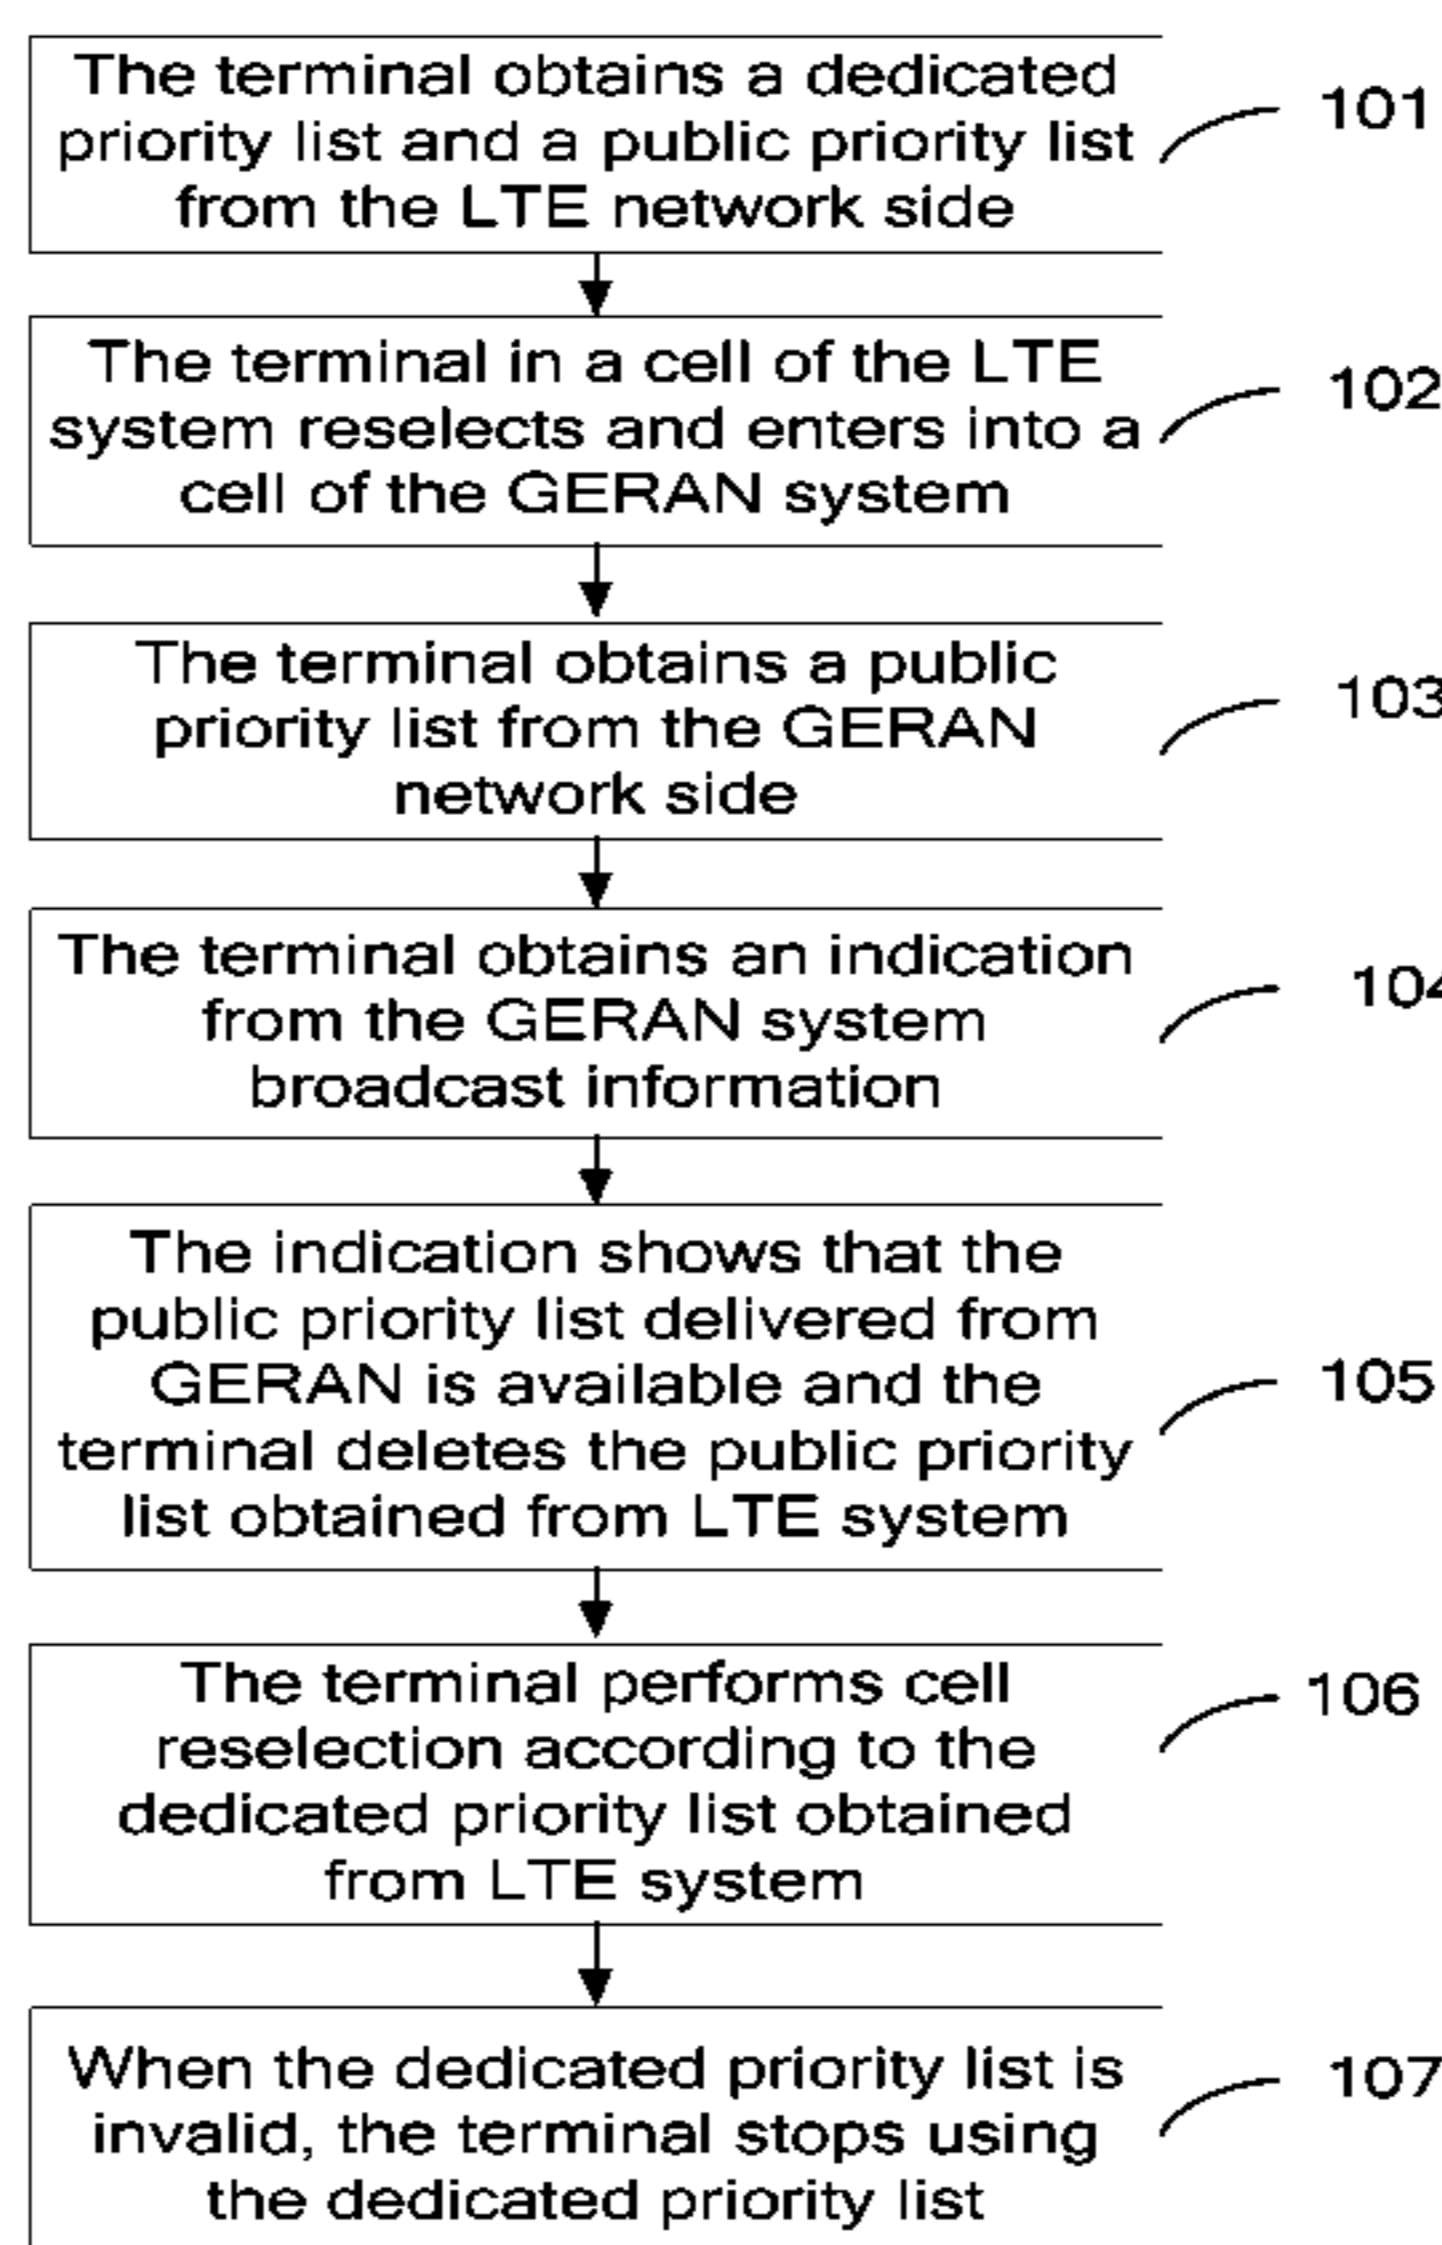 The terminal obtains a dedicated
priority list and a public priority list
from the LTE network side
101
The terminal in a cell of the LTE
system reselects and enters into a
cell of the GERAN system
102
The terminal obtains a public
priority list from the GERAN
network side
103
The terminal obtains an indication
from the GERAN system
broadcast information
104
The indication shows that the
public priority list delivered from
GERAN is available and the
terminal deletes the public priority
list obtained from LTE system
105
The terminal performs cell
reselection according to the
dedicated priority list obtained
from LTE system
106
When the dedicated priority list is
invalid, the terminal stops using
the dedicated priority list
107